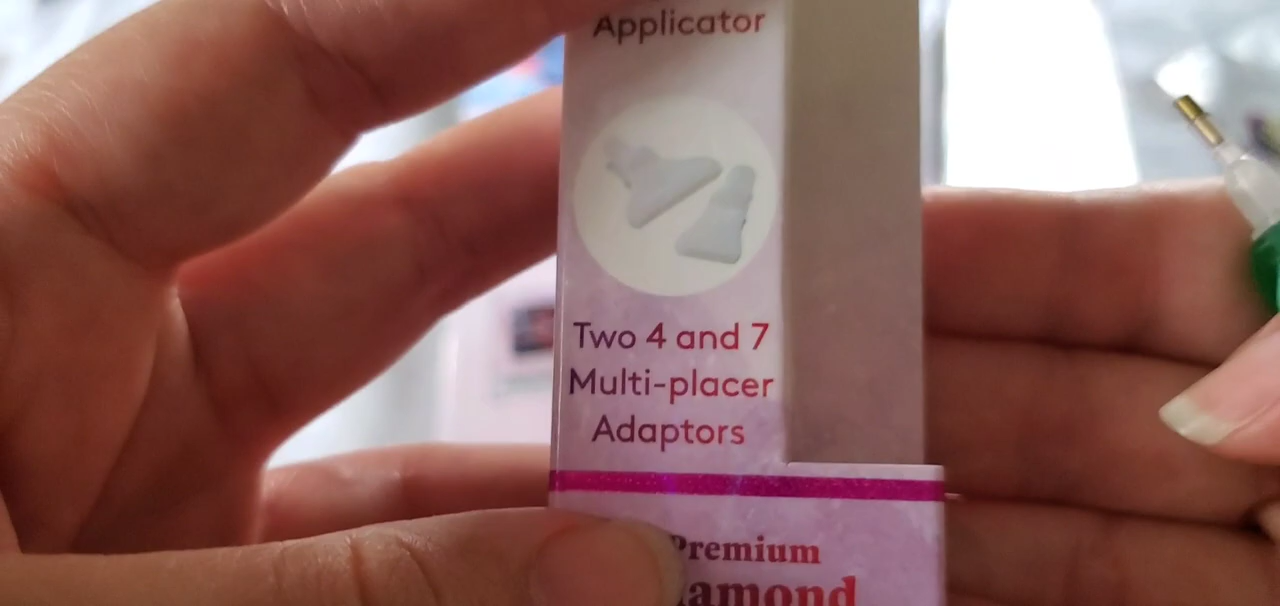 Applicator
Two 4 and 7
Multi-placer
Adaptors
Premium